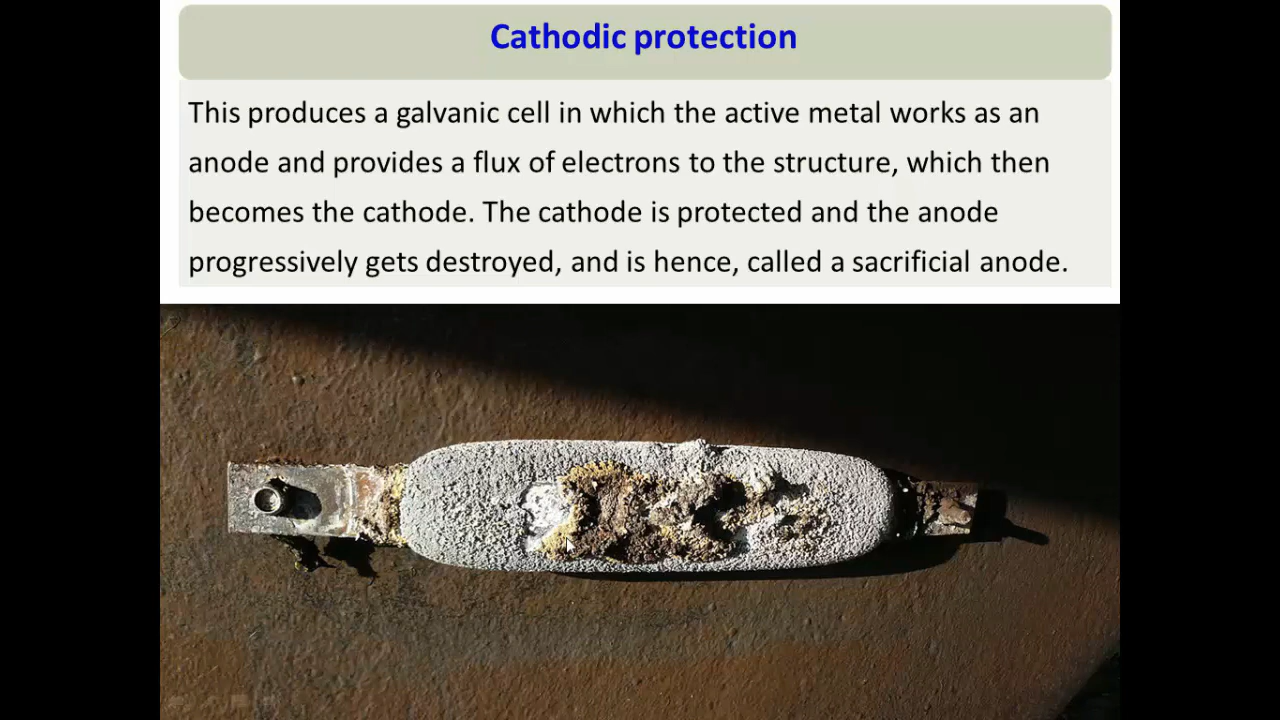 Cathodic protection
This produces a galvanic cell in which the active metal works as an
anode and provides a flux of electrons to the structure, which then
becomes the cathode. The cathode is protected and the anode
progressively gets destroyed, and is hence, called a sacrificial anode.